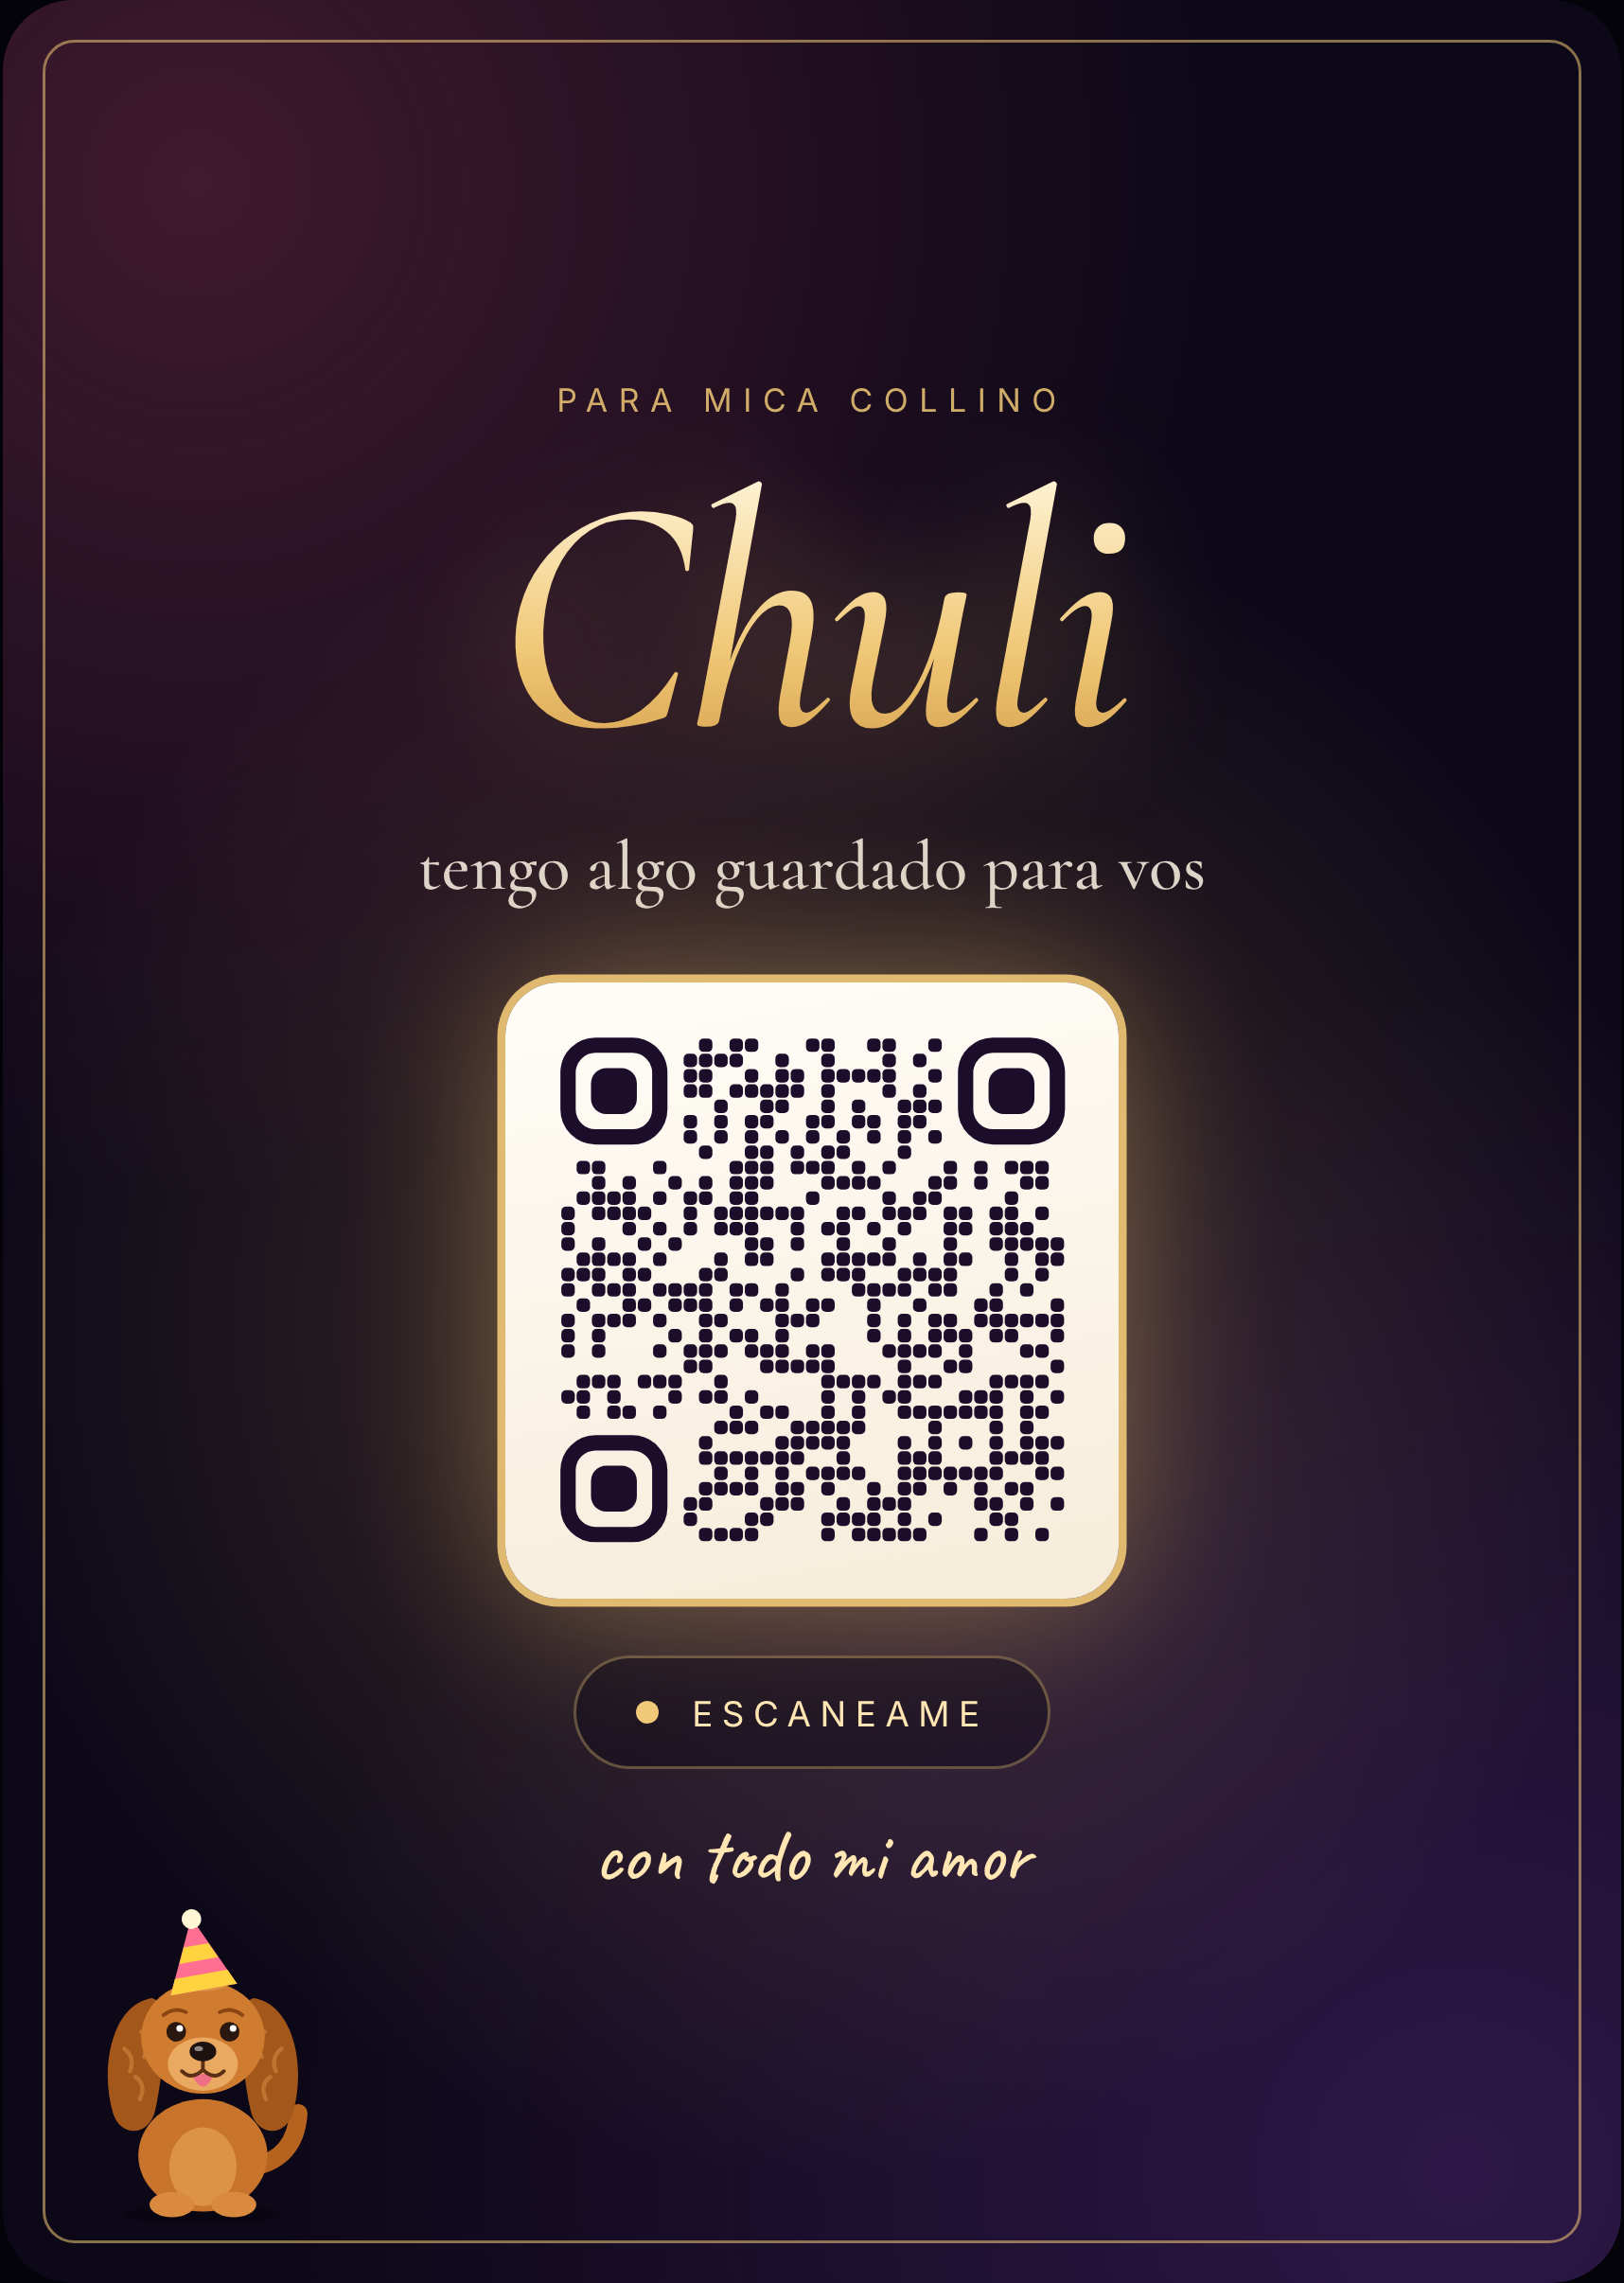 PARA MICA COLLINO
Chuli
tengo algo guardado para vos
ESCANEAME
con todo mi amor